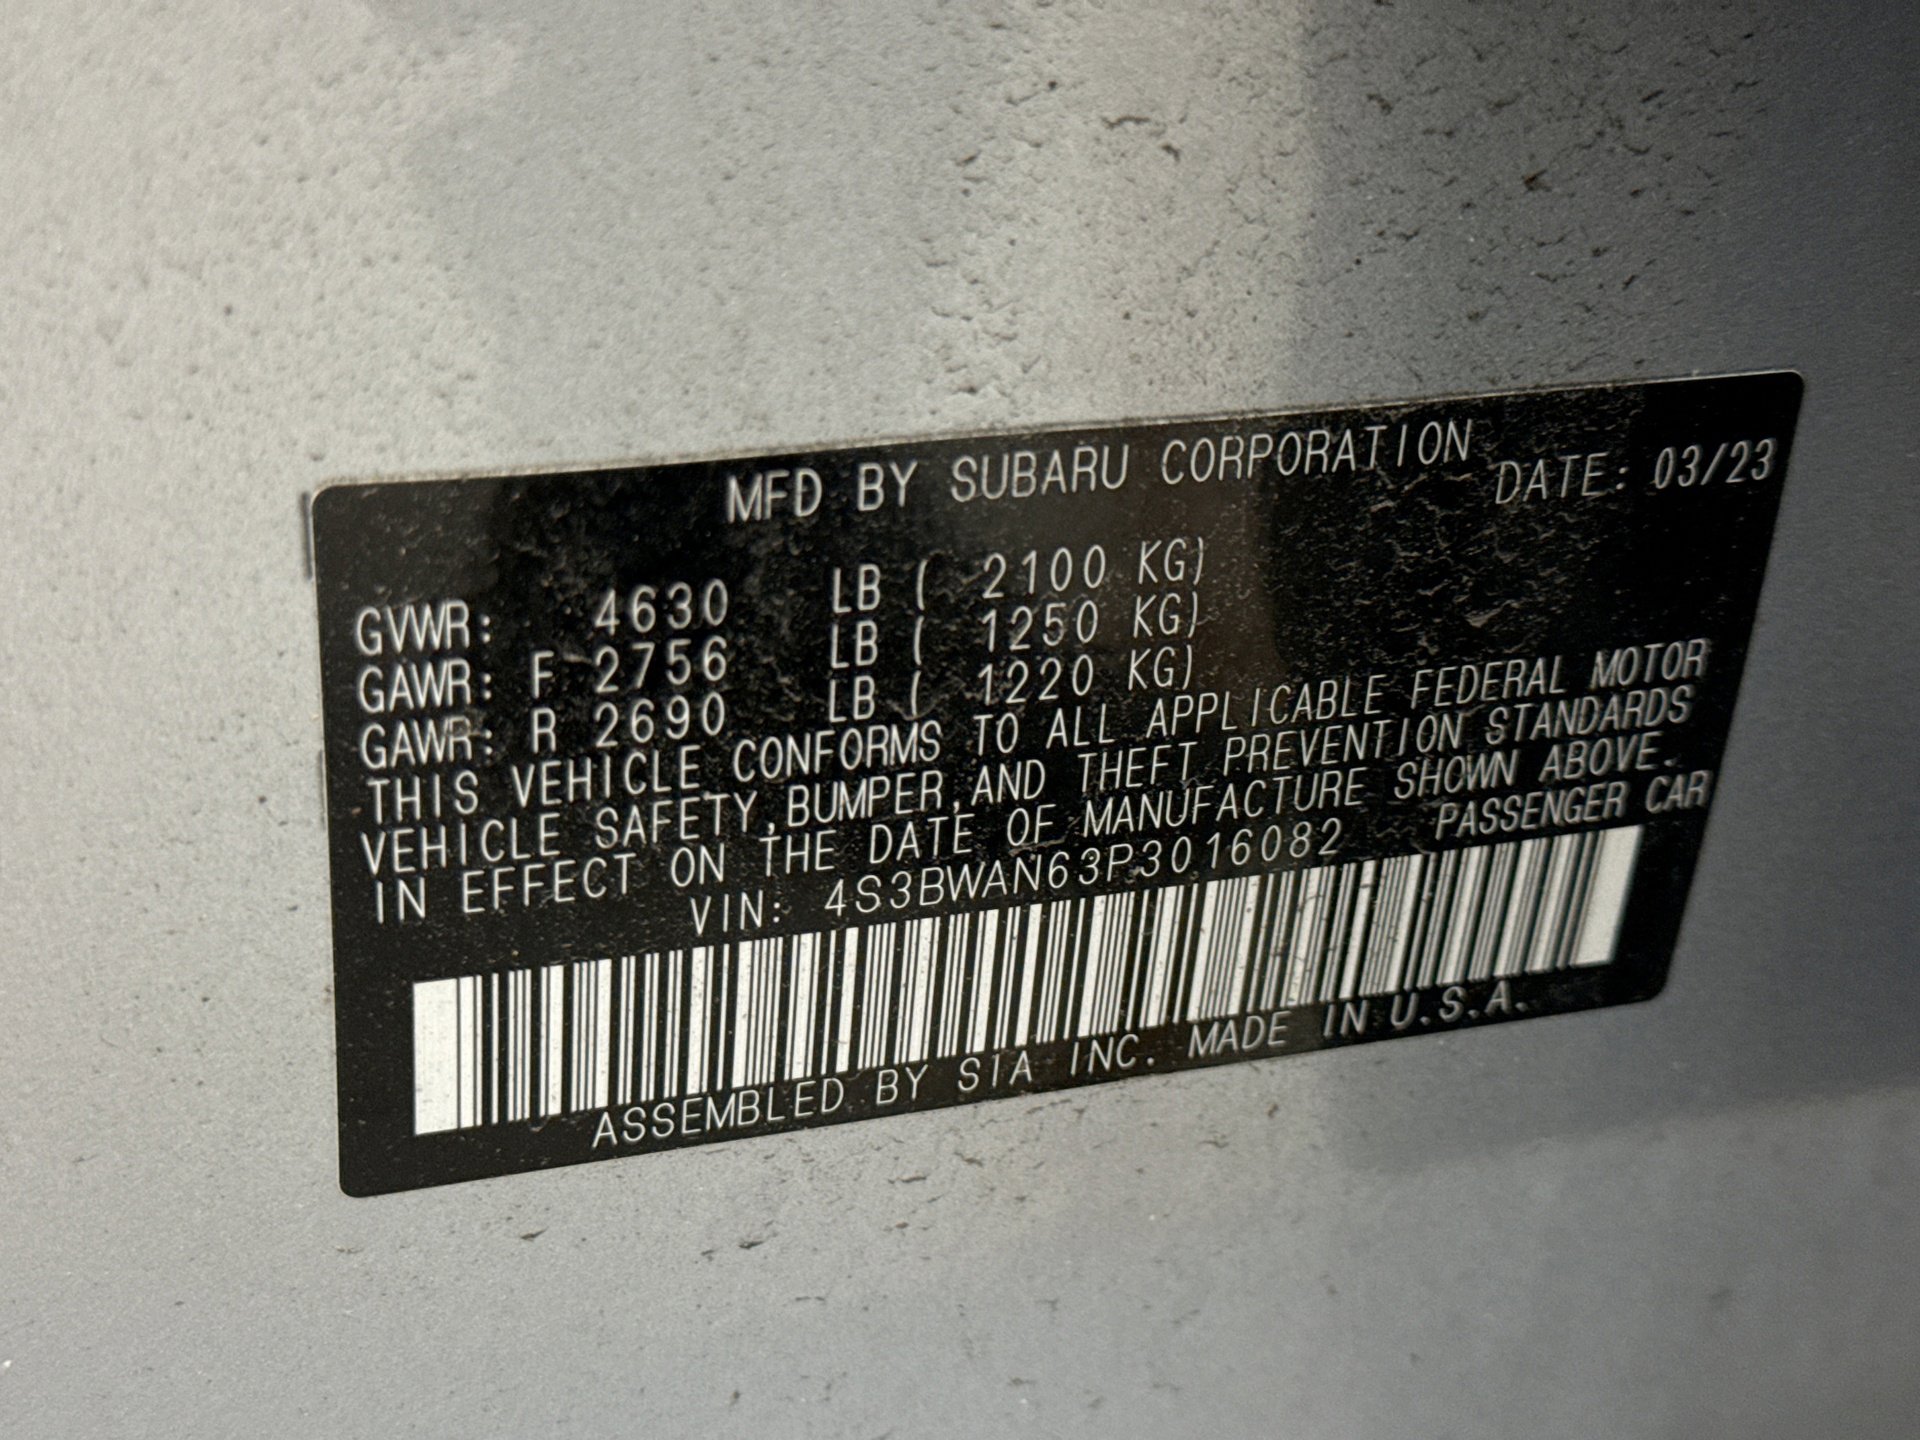 MFD BY SUBARU CORPORATION DATE: 03/23
GVWR: 4630 LB ( 2100 KG)
GAWR: F 2756 LB ( 1250 KG)
GAWR: R 2690 LB ( 1220 KG)
THIS VEHICLE CONFORMS TO ALL APPLICABLE FEDERAL MOTOR
VEHICLE SAFETY,BUMPER,AND THEFT PREVENTION STANDARDS
IN EFFECT ON THE DATE OF MANUFACTURE SHOWN ABOVE.
VIN: 4S3BWAN63P3016082 PASSENGER CAR
ASSEMBLED BY SIA INC. MADE IN U.S.A.